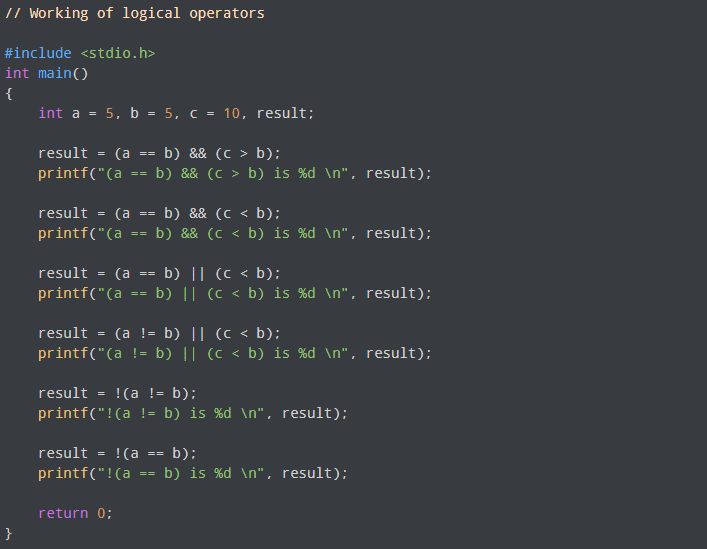 // Working of logical operators

#include <stdio.h>
int main()
{
    int a = 5, b = 5, c = 10, result;

    result = (a == b) && (c > b);
    printf("(a == b) && (c > b) is %d \n", result);

    result = (a == b) && (c < b);
    printf("(a == b) && (c < b) is %d \n", result);

    result = (a == b) || (c < b);
    printf("(a == b) || (c < b) is %d \n", result);

    result = (a != b) || (c < b);
    printf("(a != b) || (c < b) is %d \n", result);

    result = !(a != b);
    printf("!(a != b) is %d \n", result);

    result = !(a == b);
    printf("!(a == b) is %d \n", result);

    return 0;
}